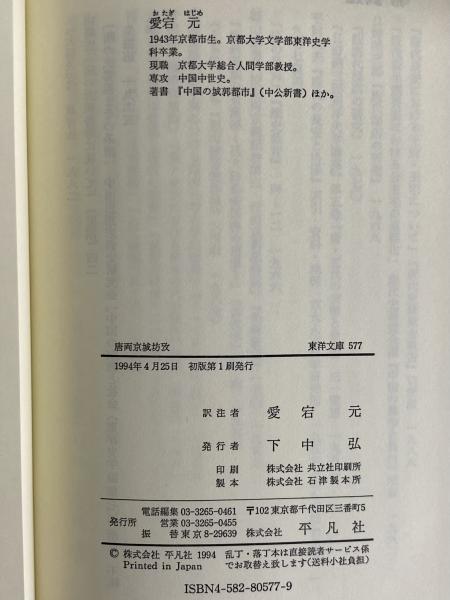 おたぎ はじめ
愛宕 元
1943年京都市生。京都大学文学部東洋史学
科卒業。
現職 京都大学総合人間学部教授。
専攻 中国中世史。
著書 『中国の城郭都市』(中公新書)ほか。
唐両京城坊攷 東洋文庫 577
1994年4月25日 初版第1刷発行
訳注者 愛宕 元
発行者 下中 弘
印刷 株式会社 共立社印刷所
製本 株式会社 石津製本所
電話編集 03-3265-0461 〒102 東京都千代田区三番町5
発行所 営業 03-3265-0455
振替 東京 8-29639 株式会社 平凡社
© 株式会社 平凡社 1994 乱丁・落丁本は直接読者サービス係
Printed in Japan でお取替え致します(送料小社負担)
ISBN4-582-80577-9